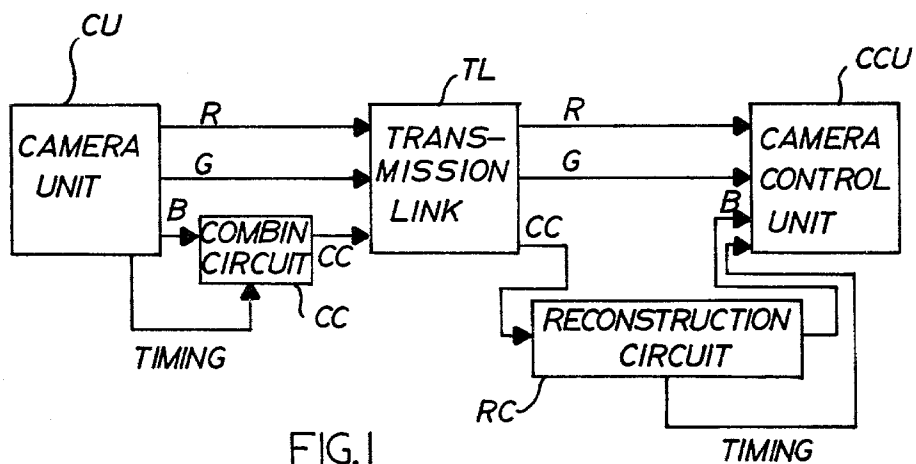 CU
TL
CCU
CAMERA
UNIT
R
G
B
COMBIN
CIRCUIT
CC
CC
TIMING
TRANS-
MISSION
LINK
R
G
CC
CAMERA
CONTROL
UNIT
B
RECONSTRUCTION
CIRCUIT
RC
TIMING
FIG.1